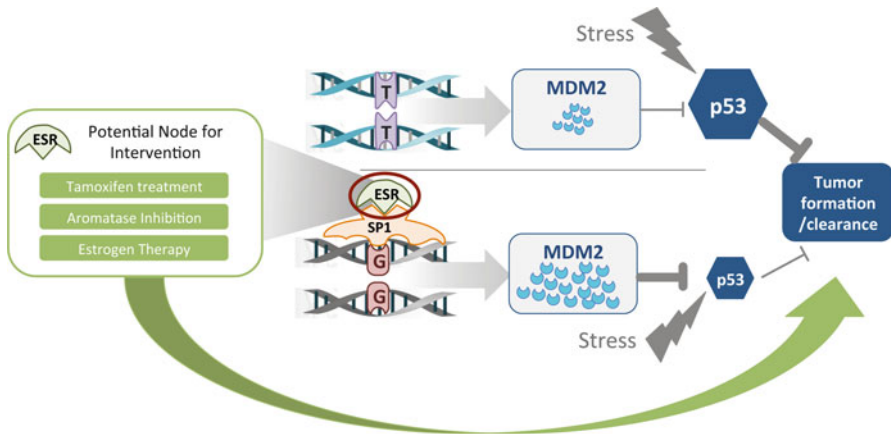 Stress
T
T
MDM2
p53
ESR
Potential Node for
Intervention
Tamoxifen treatment
Aromatase Inhibition
Estrogen Therapy
Tumor
formation
/clearance
ESR
SP1
G
G
MDM2
p53
Stress